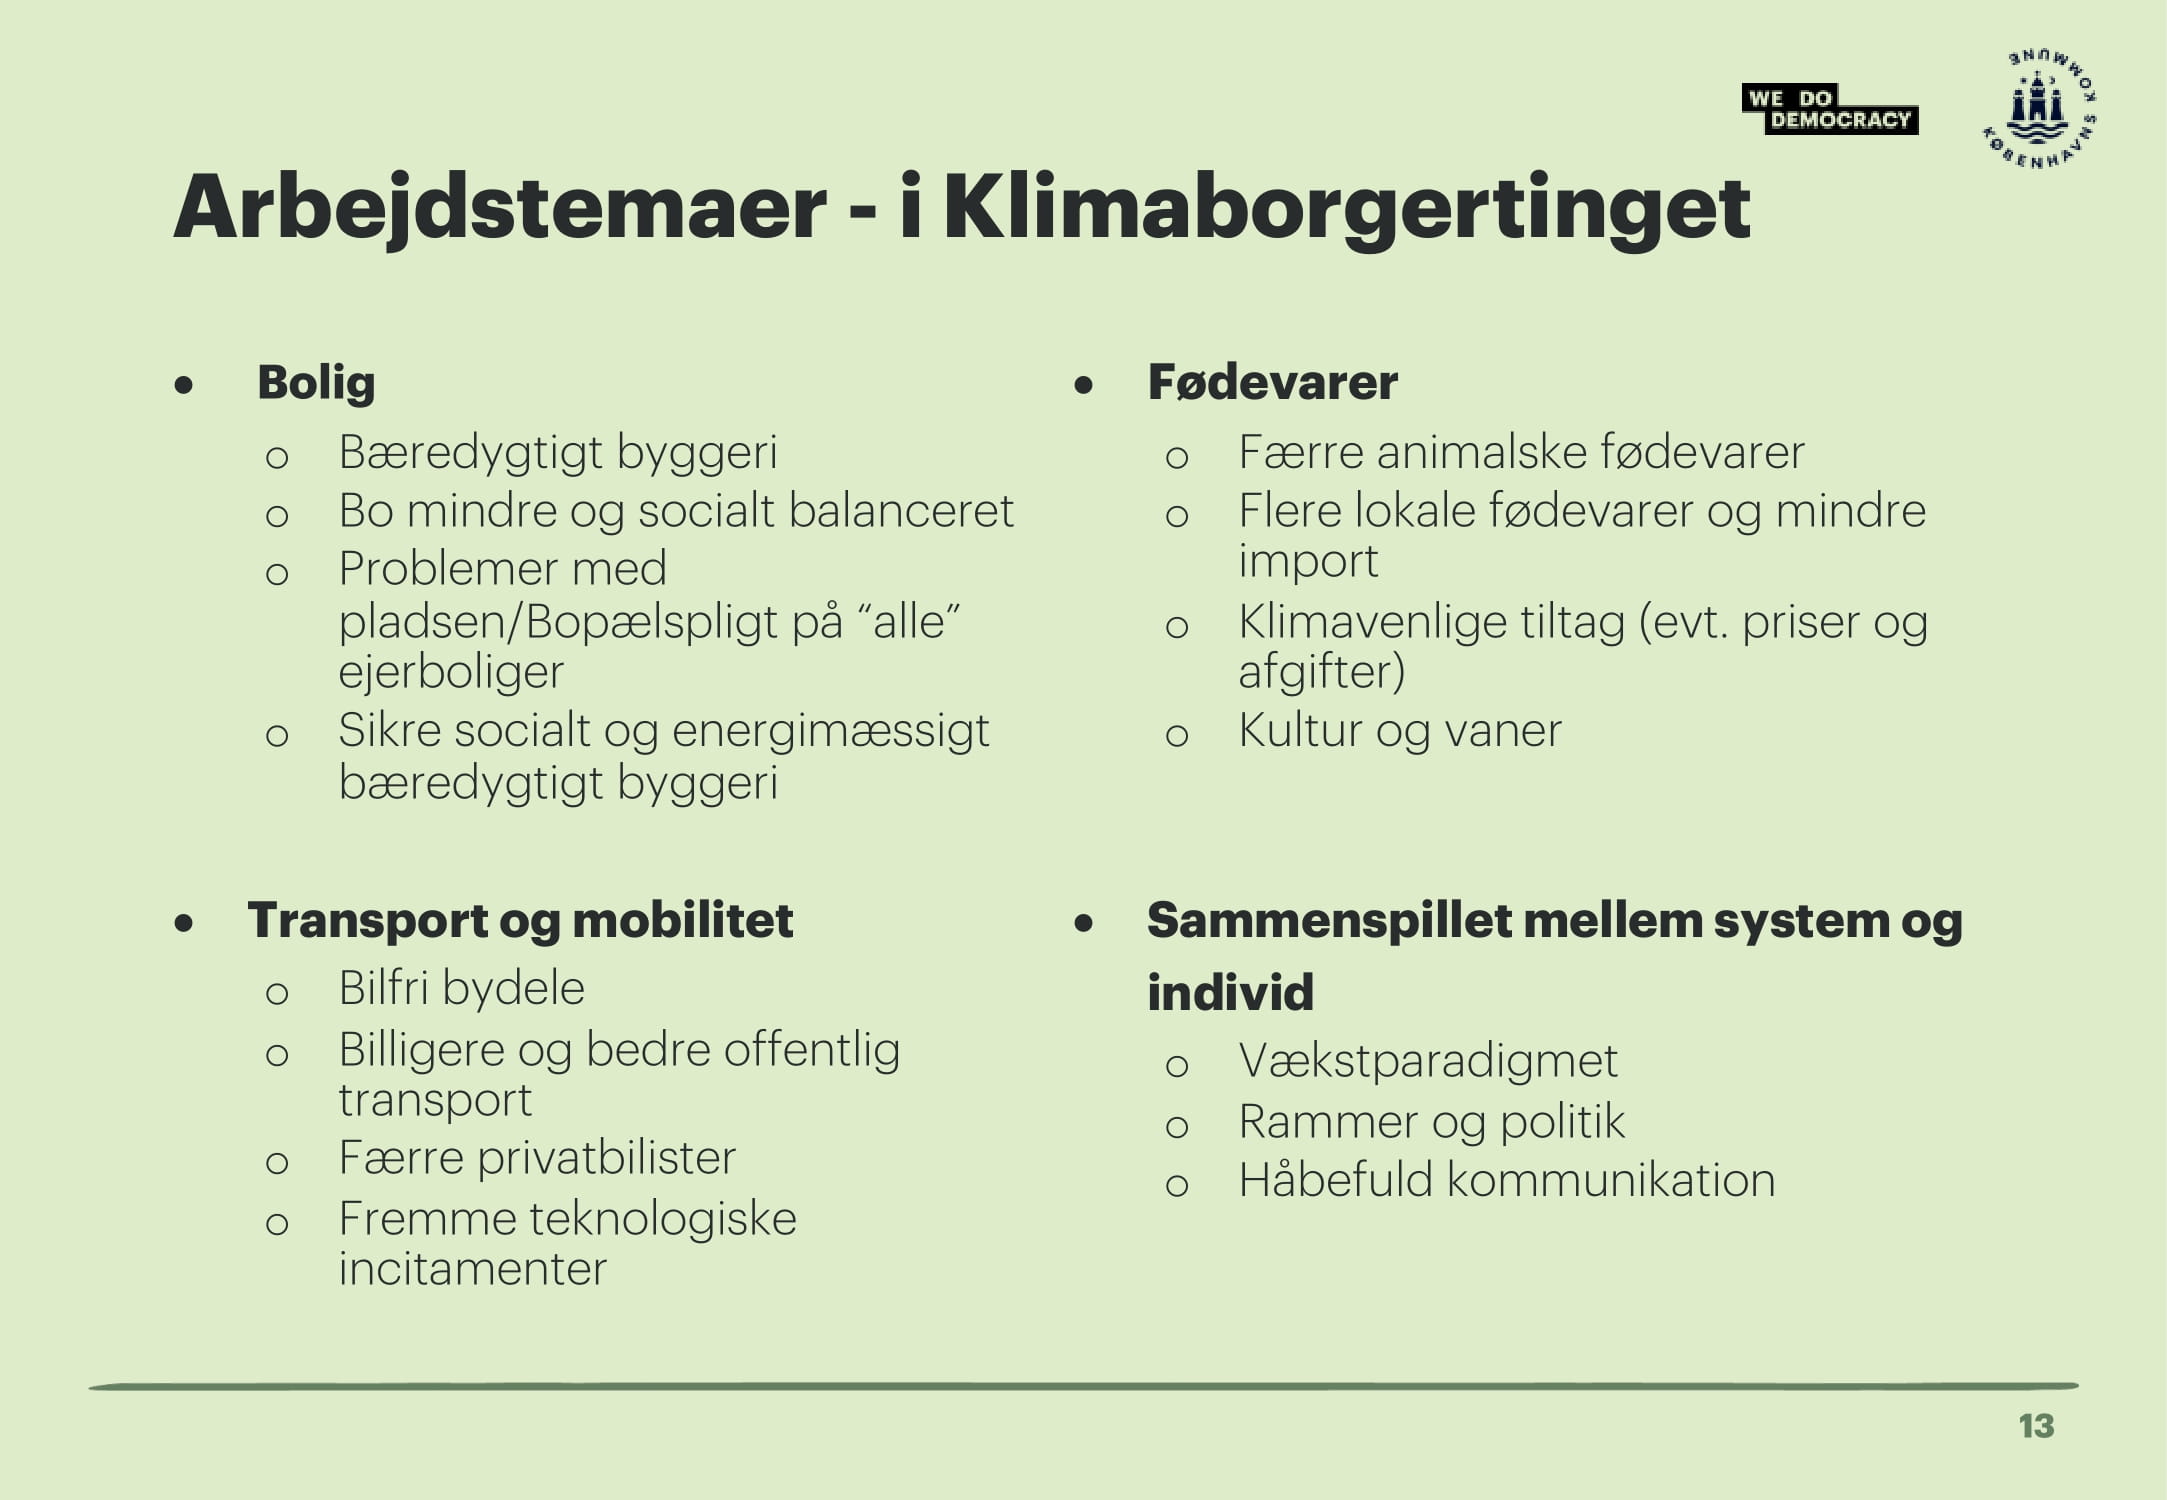 WE DO
DEMOCRACY
KØBENHAVNS KOMMUNE
Arbejdstemaer - i Klimaborgertinget
• Bolig
o Bæredygtigt byggeri
o Bo mindre og socialt balanceret
o Problemer med
pladsen/Bopælspligt på “alle”
ejerboliger
o Sikre socialt og energimæssigt
bæredygtigt byggeri
• Transport og mobilitet
o Bilfri bydele
o Billigere og bedre offentlig
transport
o Færre privatbilister
o Fremme teknologiske
incitamenter
• Fødevarer
o Færre animalske fødevarer
o Flere lokale fødevarer og mindre
import
o Klimavenlige tiltag (evt. priser og
afgifter)
o Kultur og vaner
• Sammenspillet mellem system og
individ
o Vækstparadigmet
o Rammer og politik
o Håbefuld kommunikation
13